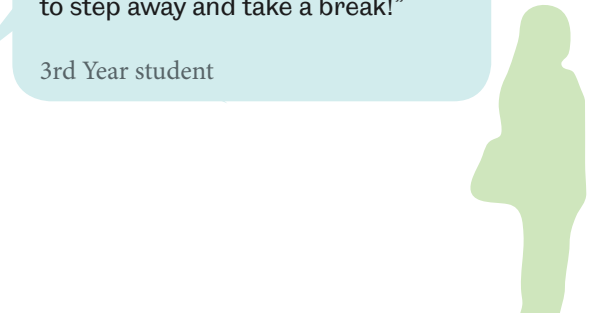 to step away and take a break!”
3rd Year student